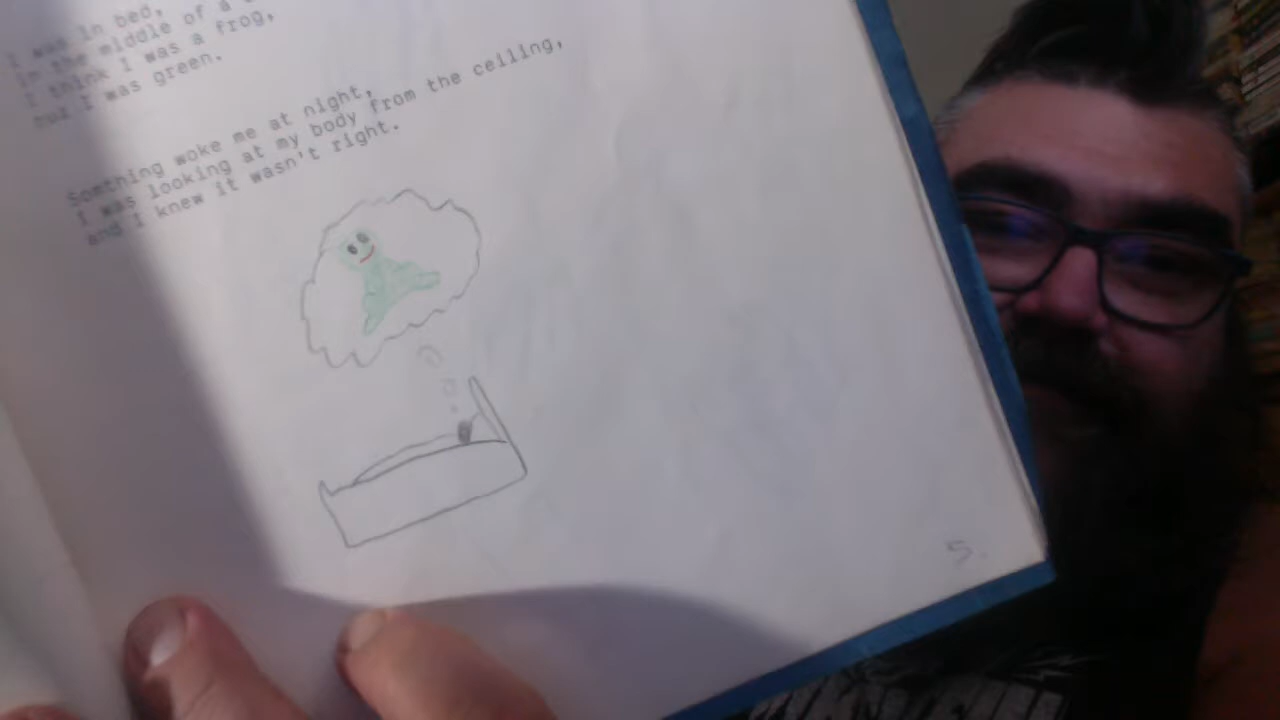 I was in bed,
in the middle of a
I think I was a frog,
I was green.
Somthing woke me at night,
I was looking at my body from the ceiling,
and I knew it wasn't right.
5.